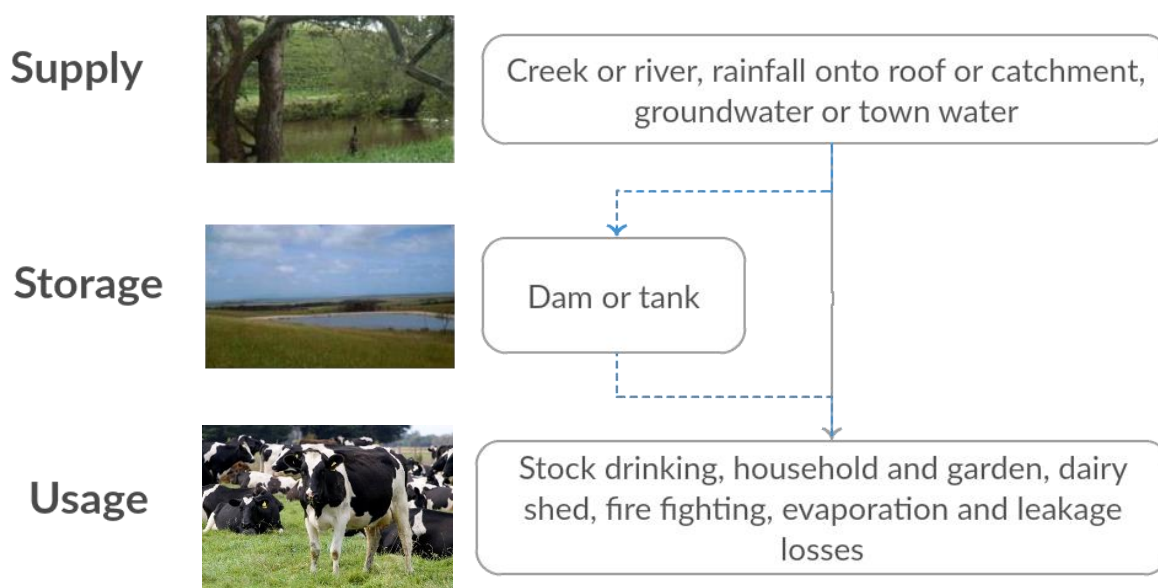 Supply
Creek or river, rainfall onto roof or catchment,
groundwater or town water
Storage
Dam or tank
Usage
Stock drinking, household and garden, dairy
shed, fire fighting, evaporation and leakage
losses